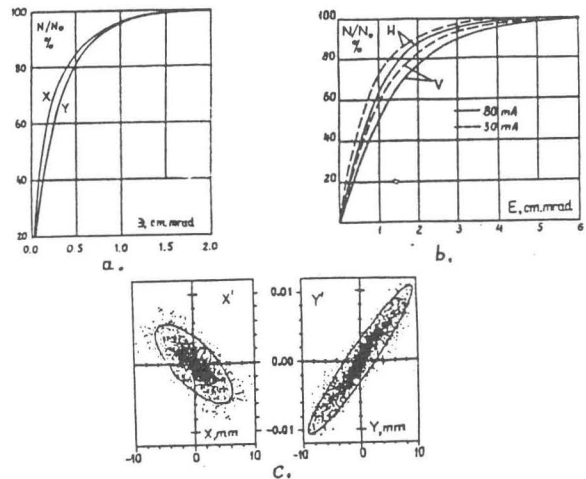 100
N/N₀
%
80
X
Y
60
40
Э, cm.mrad
20
0.0 0.5 1.0 1.5 2.0
a.
100
N/N₀
%
H
80
V
60
80 mA
30 mA
40
20
E, cm.mrad
1 2 3 4 5 6
b.
X'
Y'
0.01
0.00
-0.01
X, mm
Y, mm
-10 0 10
-10 0 10
c.